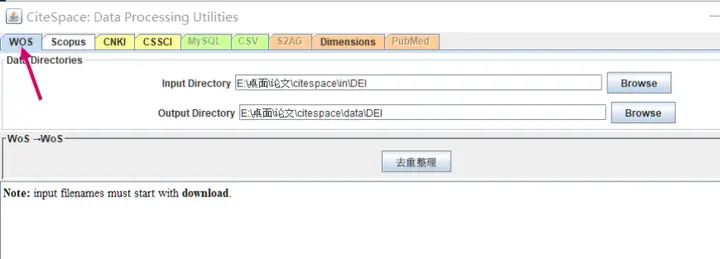 CiteSpace: Data Processing Utilities
WOS Scopus CNKI CSSCI MySQL CSV S2AG Dimensions PubMed
Data Directories
Input Directory E:\桌面\论文\citespace\in\DEI Browse
Output Directory E:\桌面\论文\citespace\data\DEI Browse
WoS →WoS
去重整理
Note: input filenames must start with download.